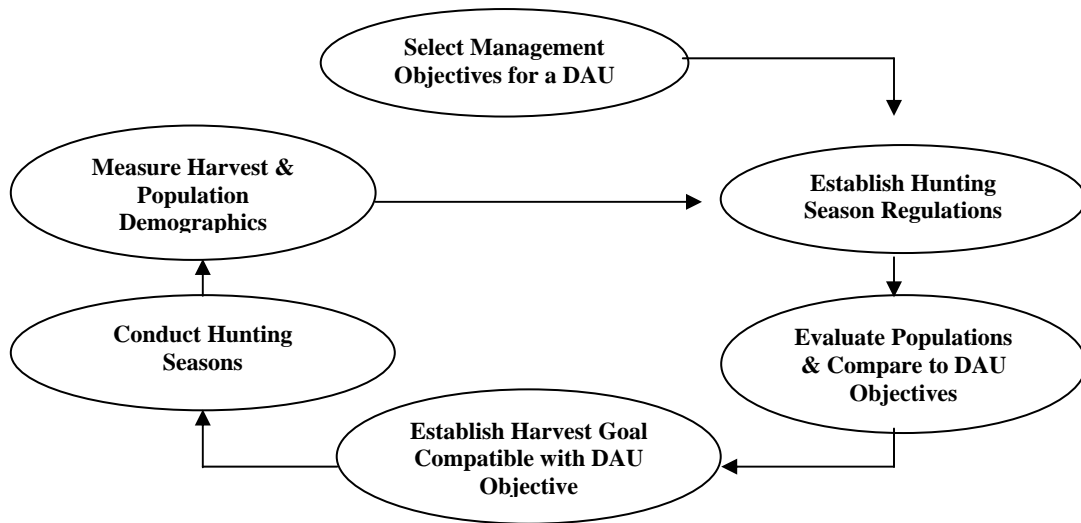 Select Management
Objectives for a DAU
Measure Harvest &
Population
Demographics
Establish Hunting
Season Regulations
Conduct Hunting
Seasons
Evaluate Populations
& Compare to DAU
Objectives
Establish Harvest Goal
Compatible with DAU
Objective